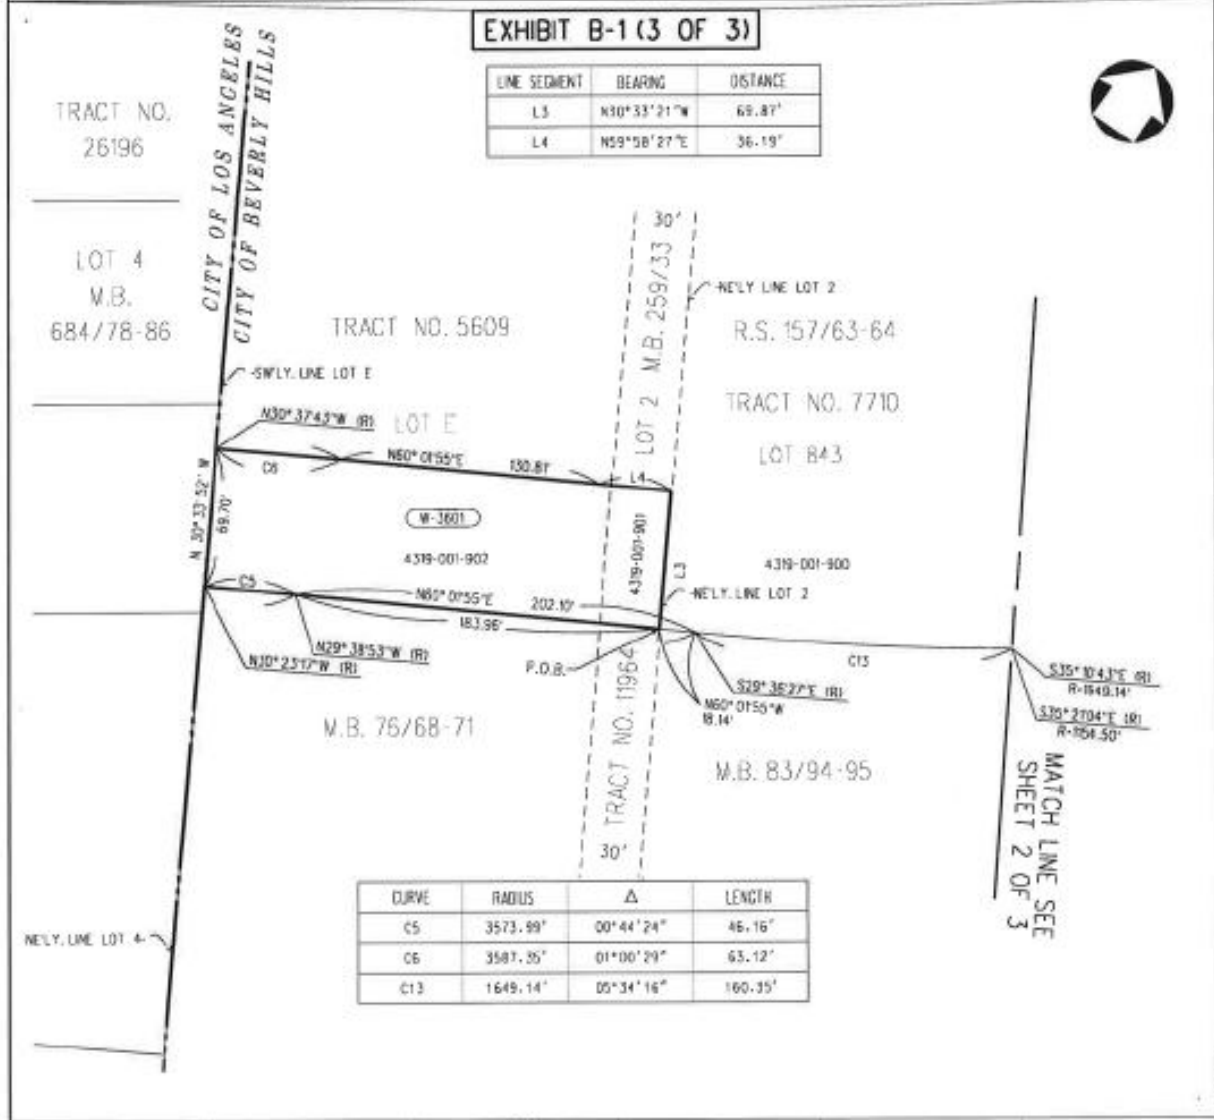 EXHIBIT B-1 (3 OF 3)
LINE SEGMENT BEARING DISTANCE
L3 N30°33'21"W 69.87'
L4 N59°58'27"E 36.19'
CITY OF LOS ANGELES
CITY OF BEVERLY HILLS
TRACT NO.
26196
LOT 4
M.B.
684/78-86
TRACT NO. 5609
30'
LOT 2 M.B. 259/33
NE'LY LINE LOT 2
R.S. 157/63-64
TRACT NO. 7710
LOT 843
SW'LY. LINE LOT E
N30°37'43"W (R)
LOT E
C6
N60°01'55"E
130.81'
L4
N 30°33'52" W
69.70'
W-3601
4319-001-902
4319-001-901
L3
4319-001-900
NE'LY. LINE LOT 2
C5
N60°01'55"E
202.10'
183.96'
N29°38'53"W (R)
N30°23'17"W (R)
P.O.B.
C13
S29°36'27"E (R)
N60°01'55"W
18.14'
S35°10'43"E (R)
R=1649.14'
S35°21'04"E (R)
R=1154.50'
M.B. 76/68-71
TRACT NO. 11964
30'
M.B. 83/94-95
MATCH LINE SEE
SHEET 2 OF 3
NE'LY. LINE LOT 4
CURVE RADIUS Δ LENGTH
C5 3573.99' 00°44'24" 46.16'
C6 3587.35' 01°00'29" 63.12'
C13 1649.14' 05°34'16" 160.35'